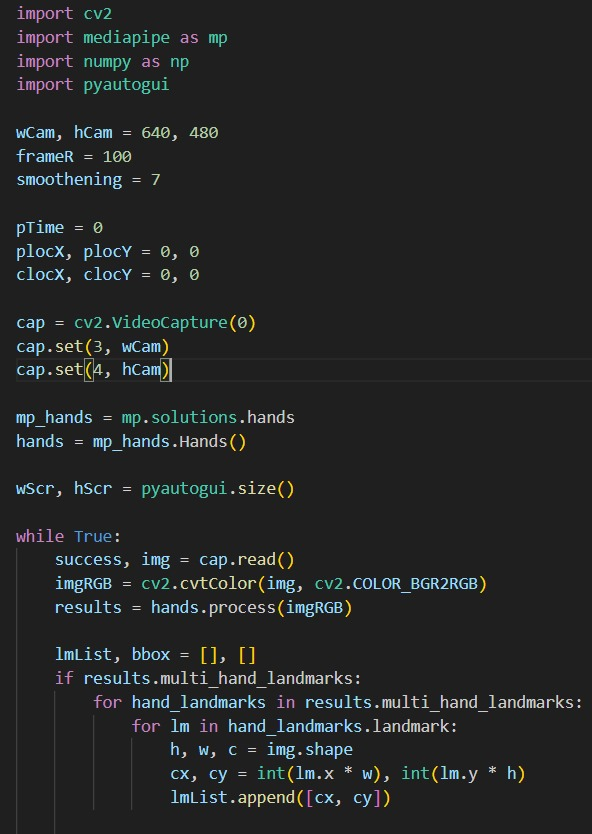 import cv2
import mediapipe as mp
import numpy as np
import pyautogui

wCam, hCam = 640, 480
frameR = 100
smoothening = 7

pTime = 0
plocX, plocY = 0, 0
clocX, clocY = 0, 0

cap = cv2.VideoCapture(0)
cap.set(3, wCam)
cap.set(4, hCam)

mp_hands = mp.solutions.hands
hands = mp_hands.Hands()

wScr, hScr = pyautogui.size()

while True:
    success, img = cap.read()
    imgRGB = cv2.cvtColor(img, cv2.COLOR_BGR2RGB)
    results = hands.process(imgRGB)

    lmList, bbox = [], []
    if results.multi_hand_landmarks:
        for hand_landmarks in results.multi_hand_landmarks:
            for lm in hand_landmarks.landmark:
                h, w, c = img.shape
                cx, cy = int(lm.x * w), int(lm.y * h)
                lmList.append([cx, cy])